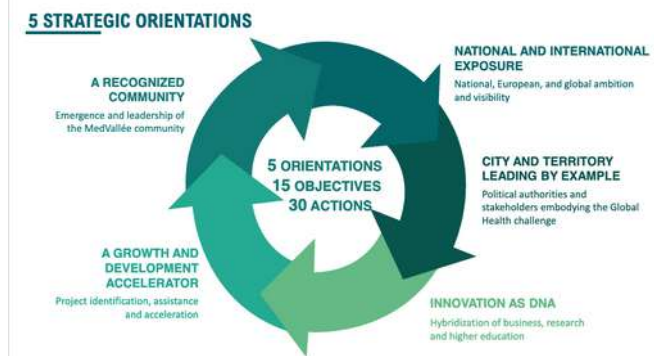 5 STRATEGIC ORIENTATIONS
NATIONAL AND INTERNATIONAL
EXPOSURE
National, European, and global ambition
and visibility
A RECOGNIZED
COMMUNITY
Emergence and leadership of
the MedVallée community
5 ORIENTATIONS
15 OBJECTIVES
30 ACTIONS
CITY AND TERRITORY
LEADING BY EXAMPLE
Political authorities and
stakeholders embodying the Global
Health challenge
A GROWTH AND
DEVELOPMENT
ACCELERATOR
Project identification, assistance
and acceleration
INNOVATION AS DNA
Hybridization of business, research
and higher education